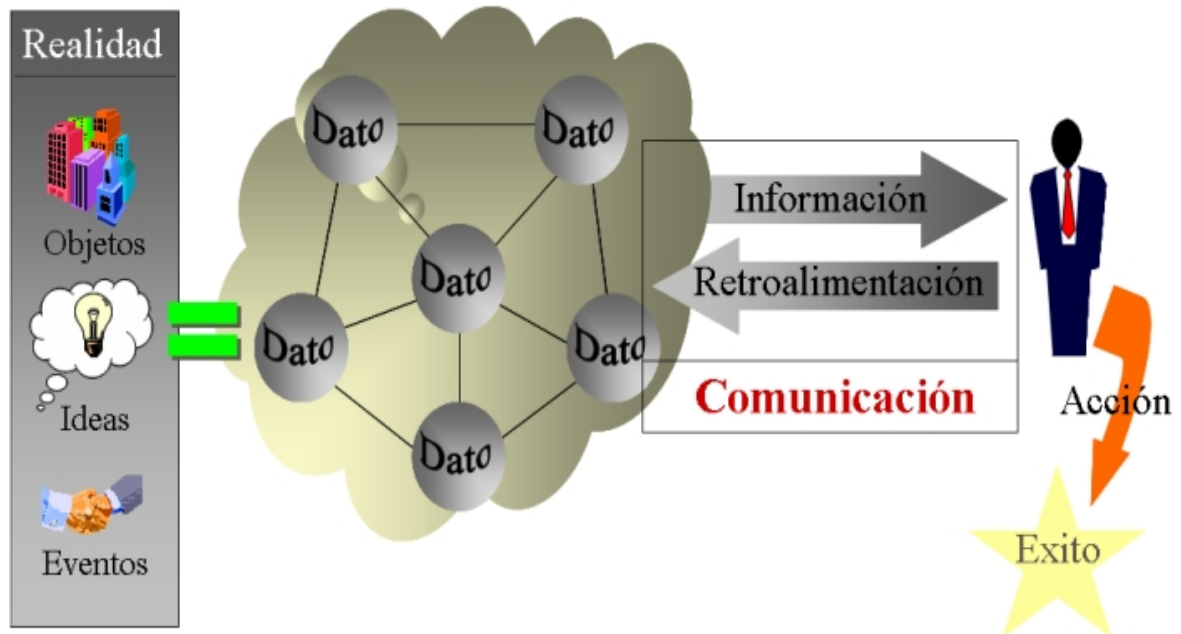 Realidad
Objetos
Ideas
Eventos
Dato
Dato
Dato
Dato
Dato
Dato
Información
Retroalimentación
Comunicación
Acción
Exito